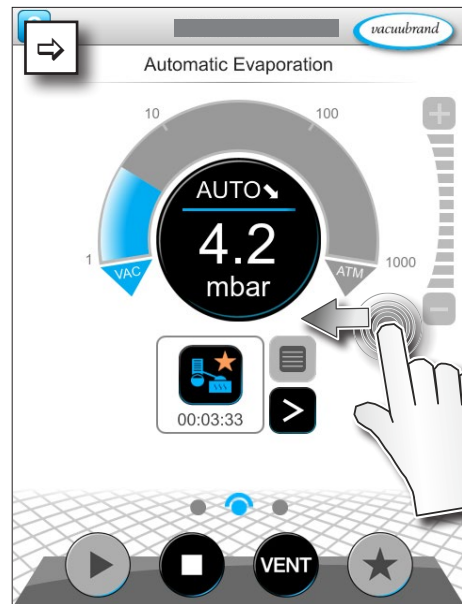 vacuubrand
Automatic Evaporation
10
100
AUTO
4.2
mbar
1
VAC
ATM
1000
00:03:33
VENT